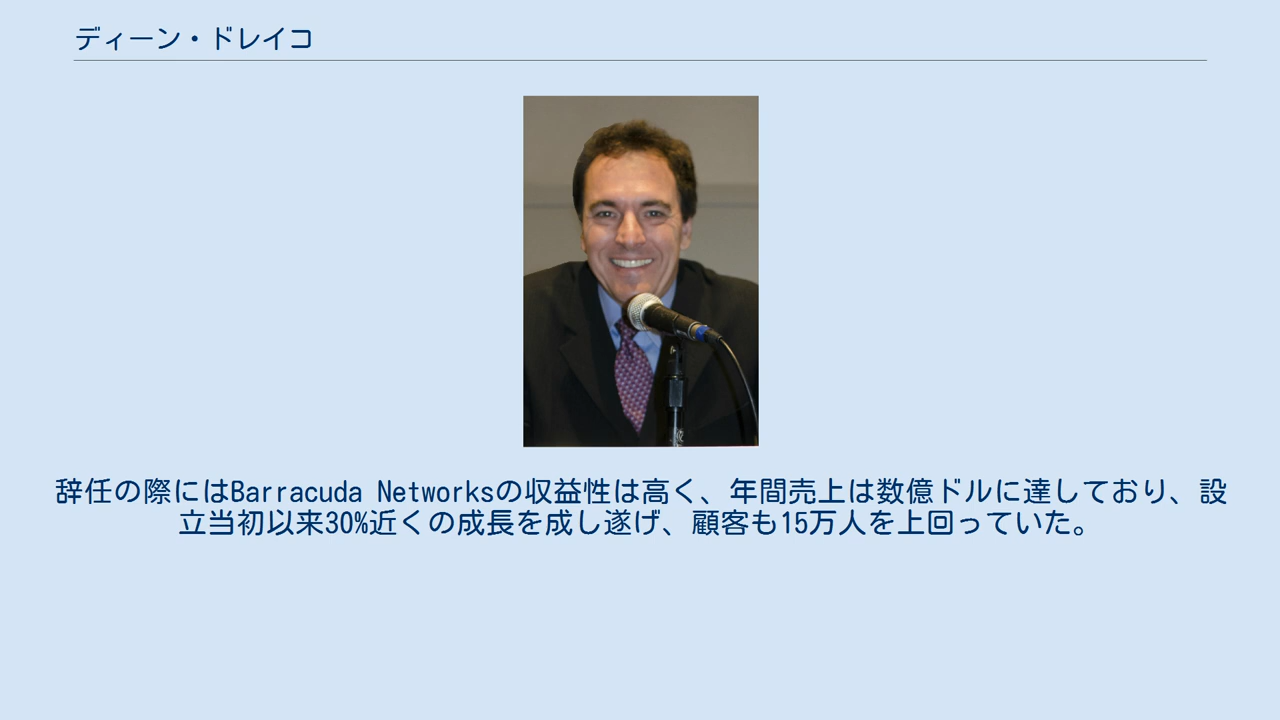 ディーン・ドレイコ
辞任の際にはBarracuda Networksの収益性は高く、年間売上は数億ドルに達しており、設
立当初以来30%近くの成長を成し遂げ、顧客も15万人を上回っていた。